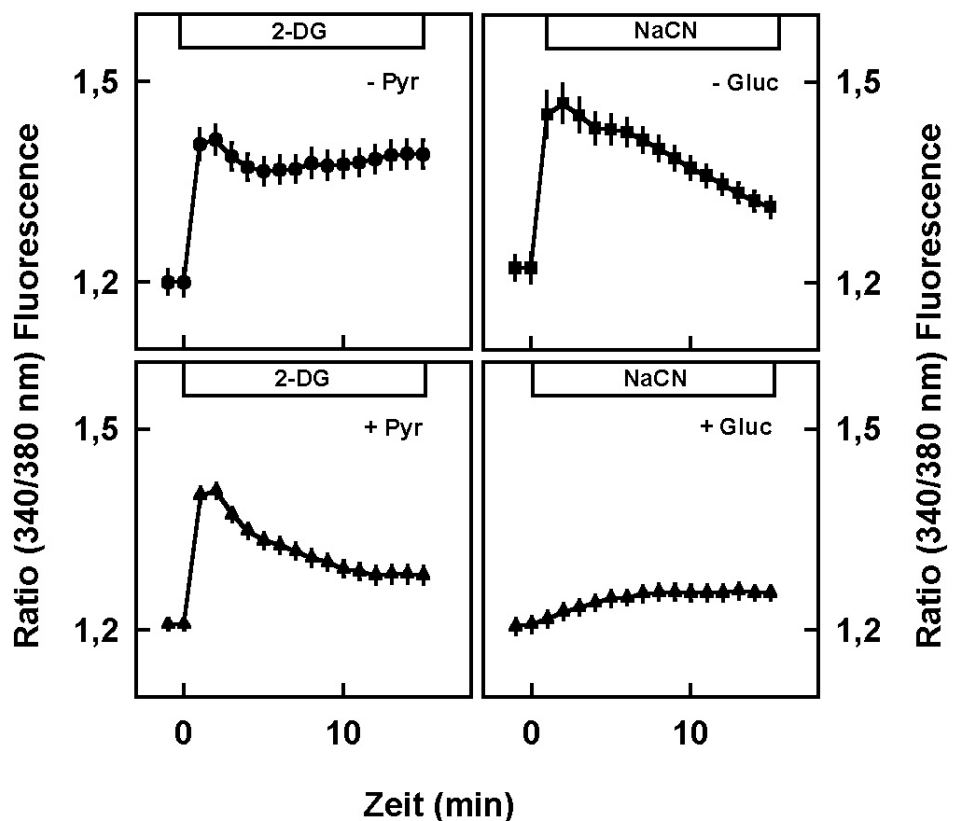 2-DG
NaCN
- Pyr
- Gluc
1,5
1,5
1,2
1,2
Ratio (340/380 nm) Fluorescence
Ratio (340/380 nm) Fluorescence
2-DG
NaCN
+ Pyr
+ Gluc
1,5
1,5
1,2
1,2
0
10
0
10
Zeit (min)